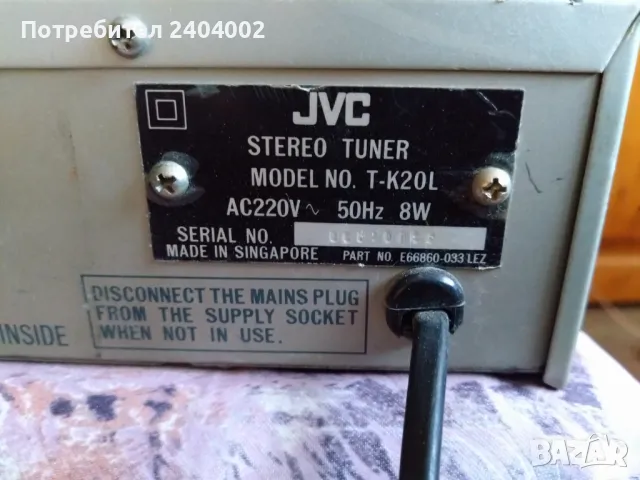 Потребител 2404002
JVC
STEREO TUNER
MODEL NO. T-K20L
AC220V ~ 50Hz 8W
SERIAL NO.
MADE IN SINGAPORE PART NO. E66860-033 LEZ
DISCONNECT THE MAINS PLUG
FROM THE SUPPLY SOCKET
WHEN NOT IN USE.
INSIDE
BAZAR